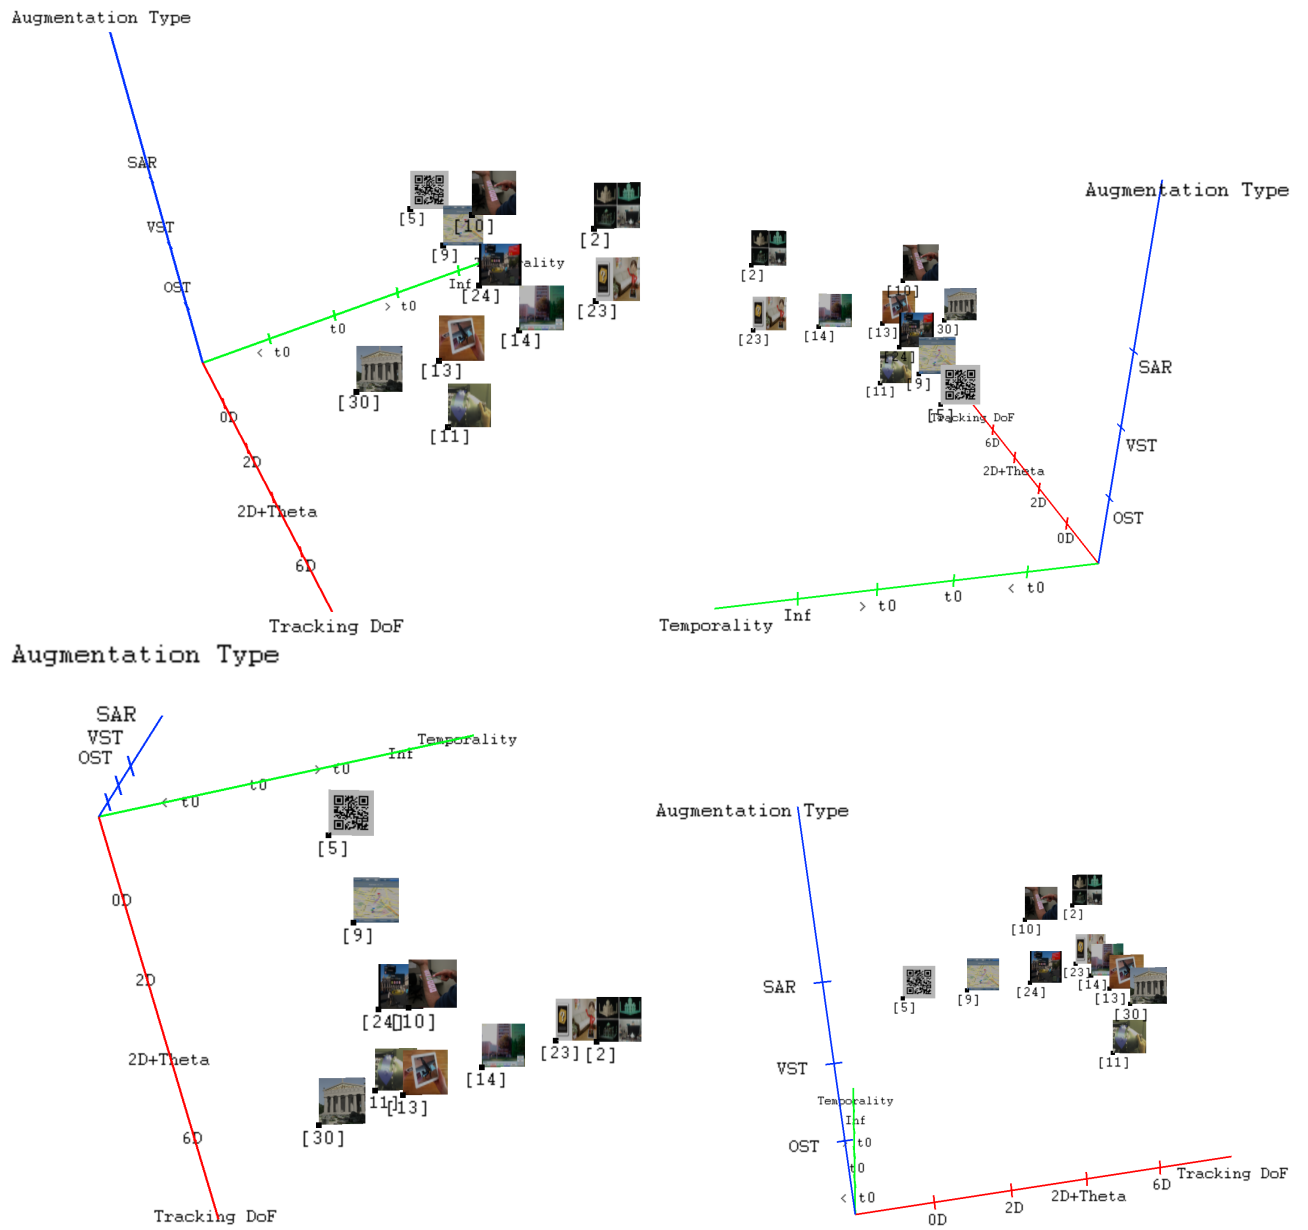 Augmentation Type
SAR
VST
OST
[5]
[10]
[9]
[2]
Inf
[24]
[23]
[14]
> t0
t0
< t0
[13]
[30]
[11]
0D
2D
2D+Theta
6D
Tracking DoF
Augmentation Type
[2]
[10]
[23]
[14]
[13]
30]
[24]
[11]
[9]
[5]
SAR
VST
OST
Tracking DoF
6D
2D+Theta
2D
0D
< t0
t0
> t0
Inf
Temporality
Augmentation Type
SAR
VST
OST
Temporality
Inf
> t0
t0
< t0
[5]
0D
[9]
2D
[24]
[10]
[23]
[2]
2D+Theta
[14]
11]
[13]
[30]
6D
Tracking DoF
Augmentation Type
[2]
[10]
[23]
[14]
[24]
[9]
[5]
[13]
[30]
[11]
SAR
VST
OST
Temporality
Inf
t0
t0
< t0
0D
2D
2D+Theta
6D
Tracking DoF